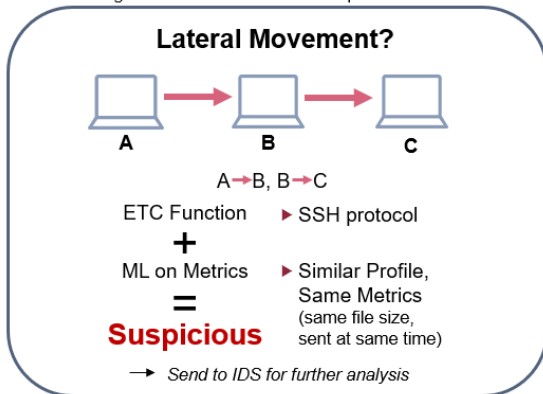 Lateral Movement?
A
B
C
A→B, B→C
ETC Function
▶ SSH protocol
+
ML on Metrics
▶ Similar Profile,
Same Metrics
(same file size,
sent at same time)
=
Suspicious
→ Send to IDS for further analysis